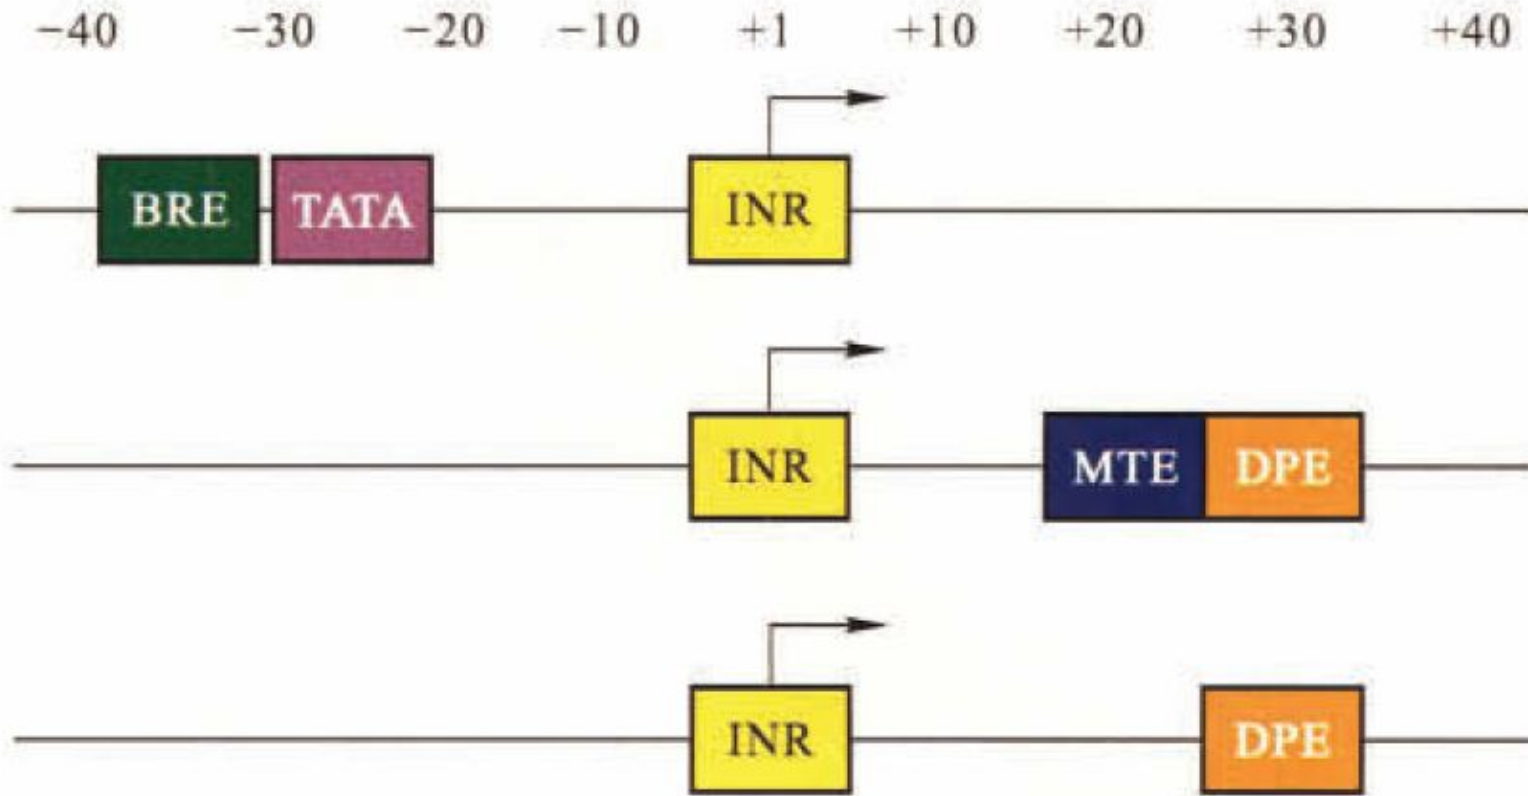 −40 −30 −20 −10 +1 +10 +20 +30 +40
BRE TATA INR
INR MTE DPE
INR DPE